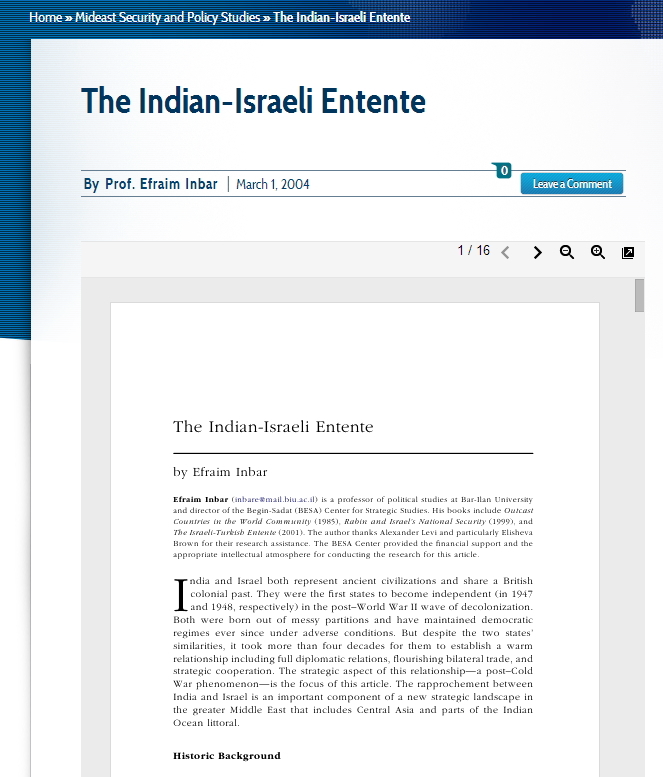 Home » Mideast Security and Policy Studies » The Indian-Israeli Entente
The Indian-Israeli Entente
0
By Prof. Efraim Inbar | March 1, 2004
Leave a Comment
1 / 16
The Indian-Israeli Entente
by Efraim Inbar
Efraim Inbar (inbare@mail.biu.ac.il) is a professor of political studies at Bar-Ilan University
and director of the Begin-Sadat (BESA) Center for Strategic Studies. His books include Outcast
Countries in the World Community (1985), Rabin and Israel's National Security (1999), and
The Israeli-Turkish Entente (2001). The author thanks Alexander Levi and particularly Elisheva
Brown for their research assistance. The BESA Center provided the financial support and the
appropriate intellectual atmosphere for conducting the research for this article.
India and Israel both represent ancient civilizations and share a British
colonial past. They were the first states to become independent (in 1947
and 1948, respectively) in the post–World War II wave of decolonization.
Both were born out of messy partitions and have maintained democratic
regimes ever since under adverse conditions. But despite the two states'
similarities, it took more than four decades for them to establish a warm
relationship including full diplomatic relations, flourishing bilateral trade, and
strategic cooperation. The strategic aspect of this relationship—a post–Cold
War phenomenon—is the focus of this article. The rapprochement between
India and Israel is an important component of a new strategic landscape in
the greater Middle East that includes Central Asia and parts of the Indian
Ocean littoral.
Historic Background